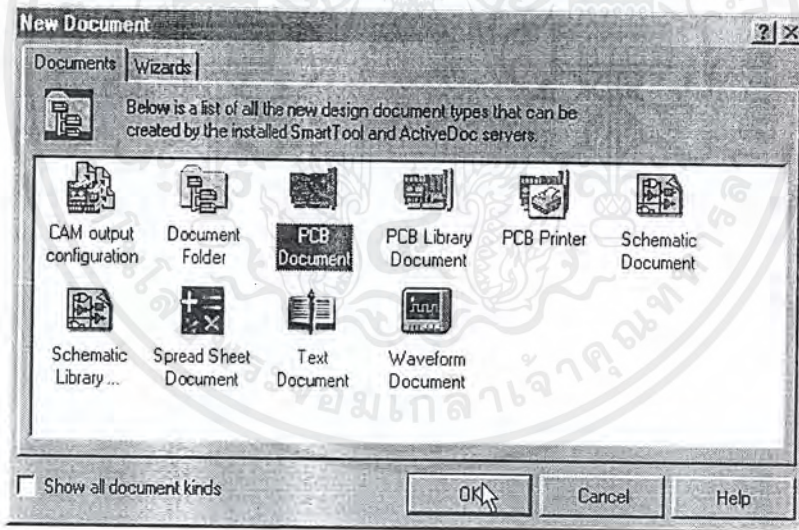 New Document
Documents Wizards
Below is a list of all the new design document types that can be
created by the installed SmartTool and ActiveDoc servers.
CAM output
configuration
Document
Folder
PCB
Document
PCB Library
Document
PCB Printer
Schematic
Document
Schematic
Library ...
Spread Sheet
Document
Text
Document
Waveform
Document
Show all document kinds
OK Cancel Help